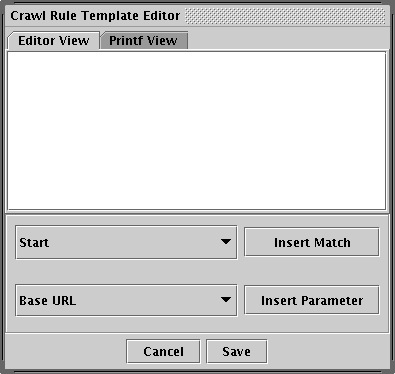 Crawl Rule Template Editor
Editor View Printf View
Start Insert Match
Base URL Insert Parameter
Cancel Save